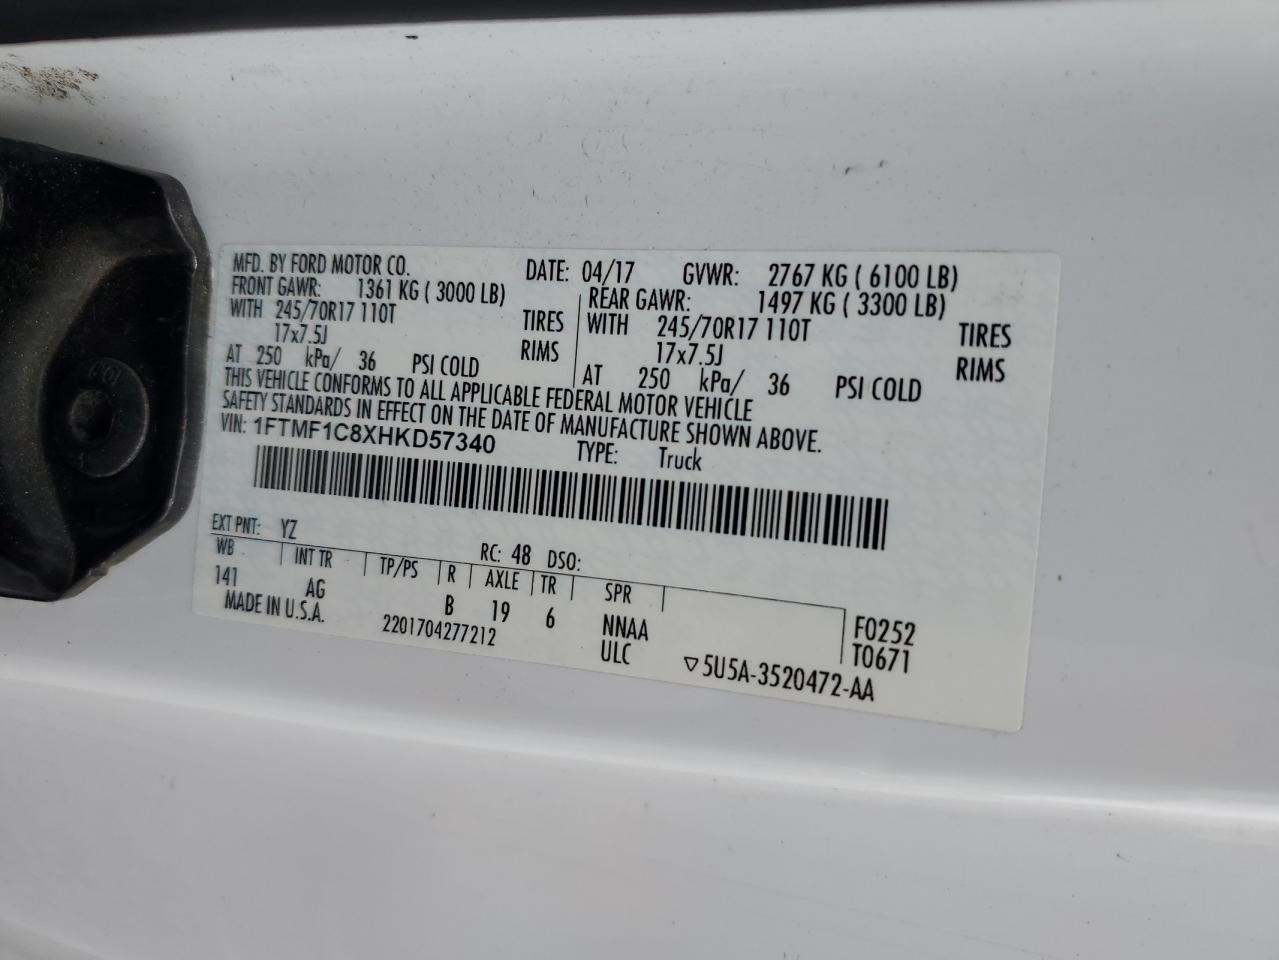 MFD. BY FORD MOTOR CO. DATE: 04/17 GVWR: 2767 KG ( 6100 LB)
FRONT GAWR: 1361 KG ( 3000 LB) REAR GAWR: 1497 KG ( 3300 LB)
WITH 245/70R17 110T TIRES WITH 245/70R17 110T TIRES
17x7.5J RIMS 17x7.5J RIMS
AT 250 kPa/ 36 PSI COLD AT 250 kPa/ 36 PSI COLD
THIS VEHICLE CONFORMS TO ALL APPLICABLE FEDERAL MOTOR VEHICLE
SAFETY STANDARDS IN EFFECT ON THE DATE OF MANUFACTURE SHOWN ABOVE.
VIN: 1FTMF1C8XHKD57340 TYPE: Truck
EXT PNT: YZ RC: 48 DSO:
WB INT TR TP/PS R AXLE TR SPR
141 AG B 19 6 NNAA F0252
MADE IN U.S.A. 2201704277212 ULC T0671
▽5U5A-3520472-AA